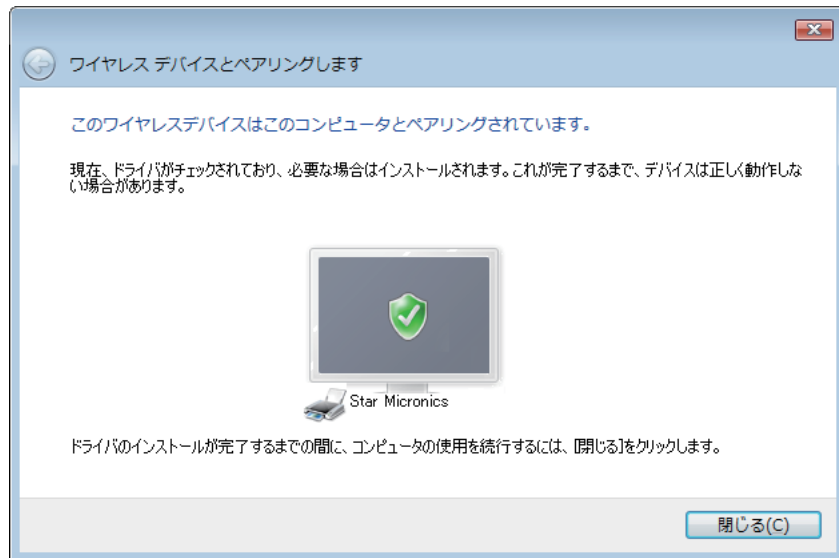 ワイヤレス デバイスとペアリングします
このワイヤレスデバイスはこのコンピュータとペアリングされています。
現在、ドライバがチェックされており、必要な場合はインストールされます。これが完了するまで、デバイスは正しく動作しな
い場合があります。
Star Micronics
ドライバのインストールが完了するまでの間に、コンピュータの使用を続行するには、[閉じる]をクリックします。
閉じる(C)